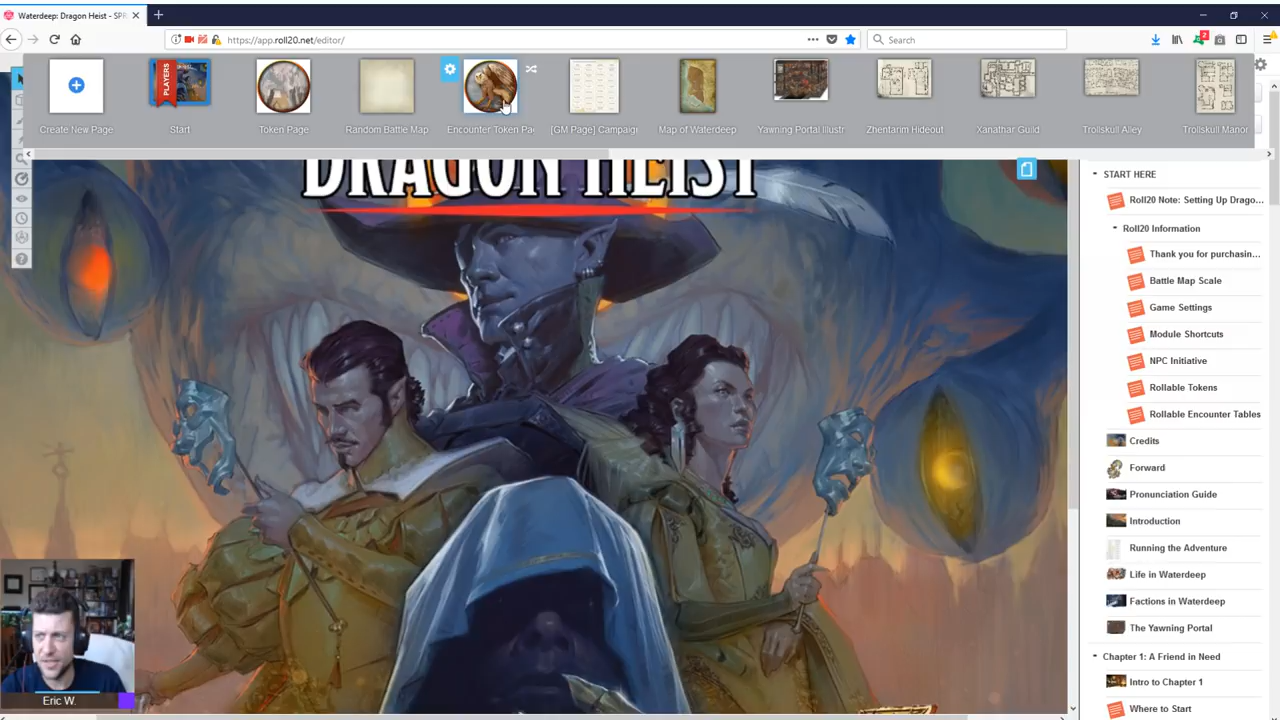 Waterdeep: Dragon Heist - SPR
https://app.roll20.net/editor/
Search
2
PLAYERS
Create New Page
Start
Token Page
Random Battle Map
Encounter Token Pa
[GM Page] Campaig
Map of Waterdeep
Yawning Portal Illustr
Zhentarim Hideout
Xanathar Guild
Trollskull Alley
Trollskull Manor
DRAGON HEIST
START HERE
Roll20 Note: Setting Up Drago...
Roll20 Information
Thank you for purchasin...
Battle Map Scale
Game Settings
Module Shortcuts
NPC Initiative
Rollable Tokens
Rollable Encounter Tables
Credits
Forward
Pronunciation Guide
Introduction
Running the Adventure
Life in Waterdeep
Factions in Waterdeep
The Yawning Portal
Chapter 1: A Friend in Need
Intro to Chapter 1
Where to Start
Eric W.